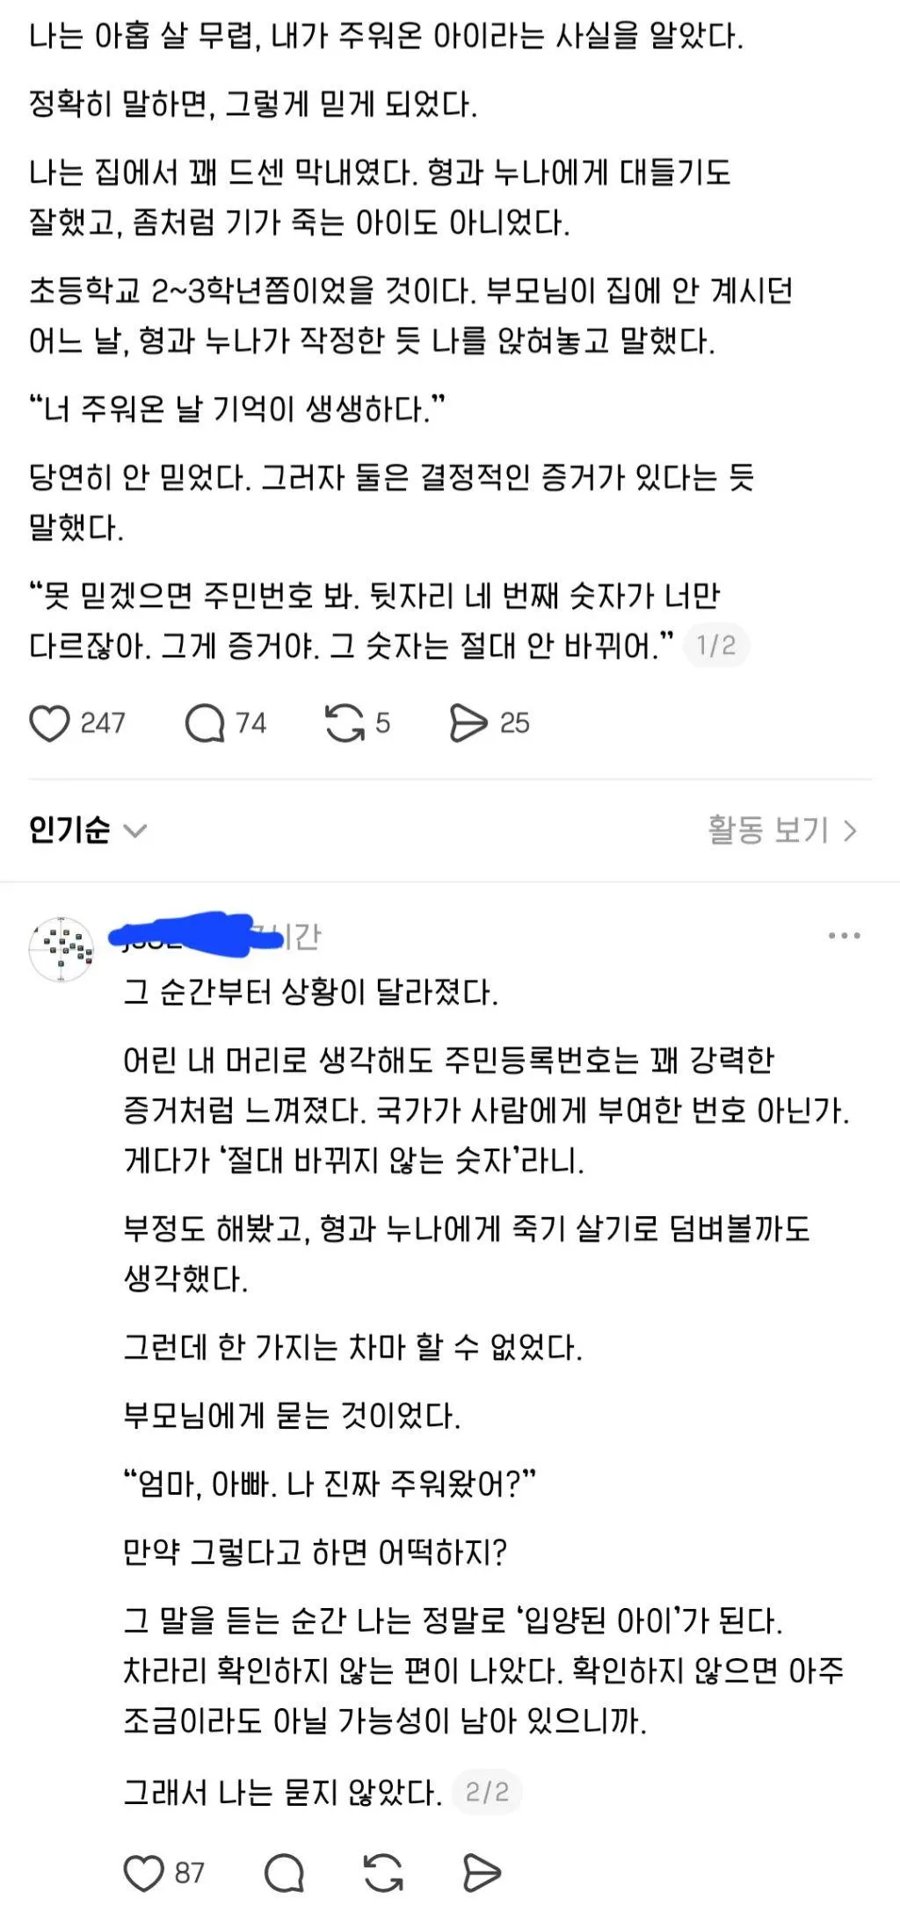 나는 아홉 살 무렵, 내가 주워온 아이라는 사실을 알았다.
정확히 말하면, 그렇게 믿게 되었다.
나는 집에서 꽤 드센 막내였다. 형과 누나에게 대들기도
잘했고, 좀처럼 기가 죽는 아이도 아니었다.
초등학교 2~3학년쯤이었을 것이다. 부모님이 집에 안 계시던
어느 날, 형과 누나가 작정한 듯 나를 앉혀놓고 말했다.
“너 주워온 날 기억이 생생하다.”
당연히 안 믿었다. 그러자 둘은 결정적인 증거가 있다는 듯
말했다.
“못 믿겠으면 주민번호 봐. 뒷자리 네 번째 숫자가 너만
다르잖아. 그게 증거야. 그 숫자는 절대 안 바뀌어.” 1/2
247 74 5 25
인기순 활동 보기
시간
그 순간부터 상황이 달라졌다.
어린 내 머리로 생각해도 주민등록번호는 꽤 강력한
증거처럼 느껴졌다. 국가가 사람에게 부여한 번호 아닌가.
게다가 ‘절대 바뀌지 않는 숫자’라니.
부정도 해봤고, 형과 누나에게 죽기 살기로 덤벼볼까도
생각했다.
그런데 한 가지는 차마 할 수 없었다.
부모님에게 묻는 것이었다.
“엄마, 아빠. 나 진짜 주워왔어?”
만약 그렇다고 하면 어떡하지?
그 말을 듣는 순간 나는 정말로 ‘입양된 아이’가 된다.
차라리 확인하지 않는 편이 나았다. 확인하지 않으면 아주
조금이라도 아닐 가능성이 남아 있으니까.
그래서 나는 묻지 않았다. 2/2
87